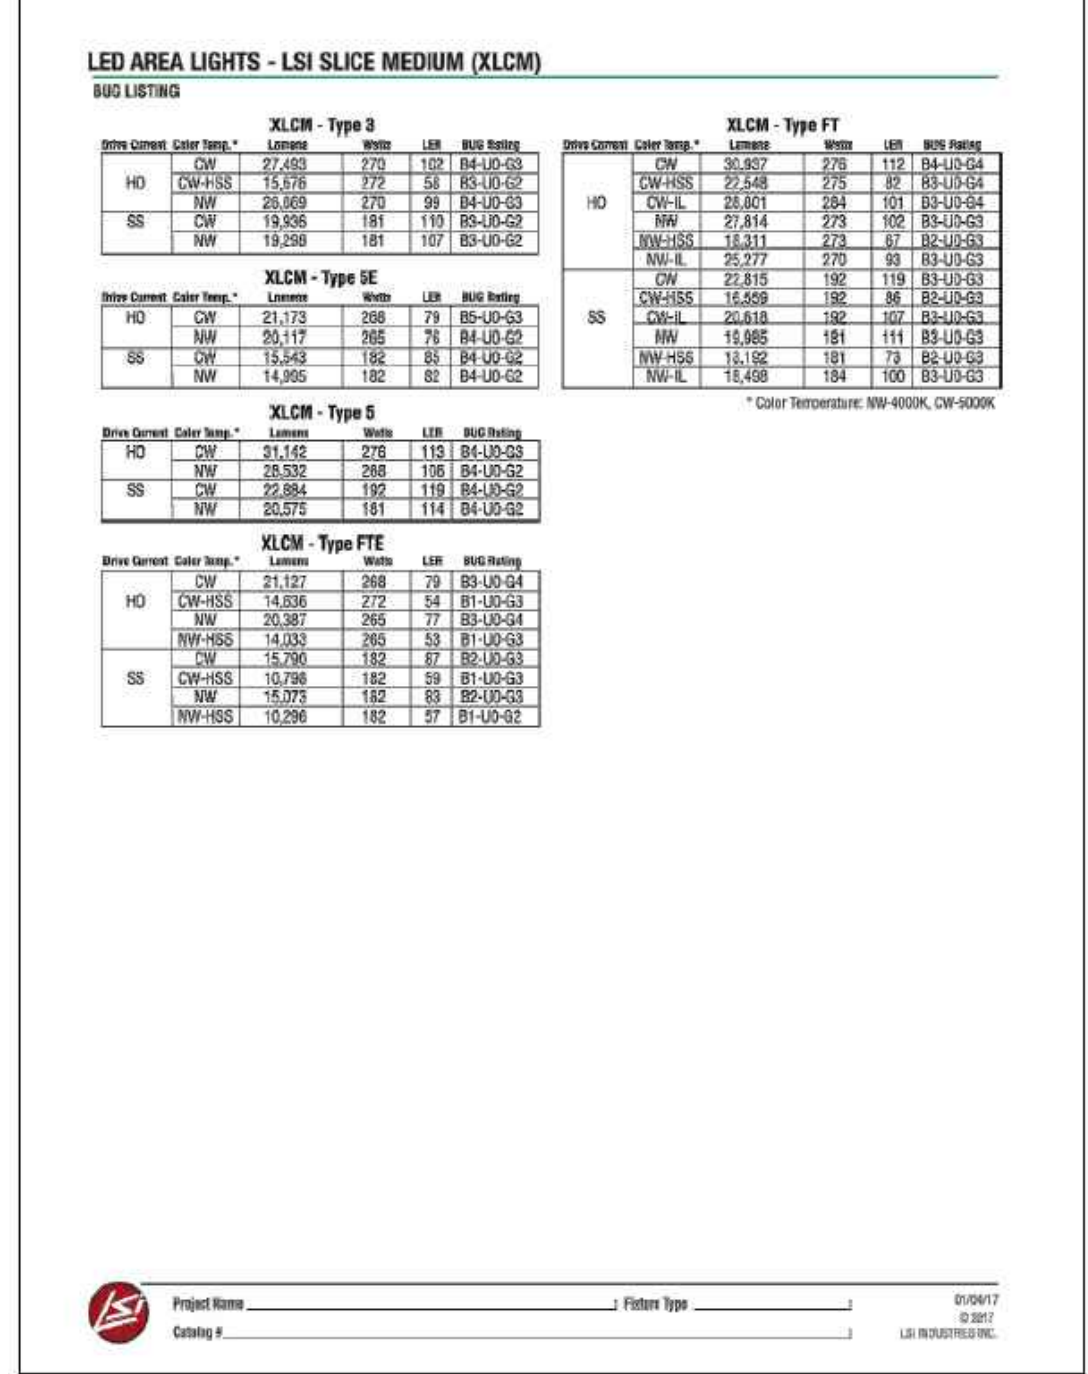 LED AREA LIGHTS - LSI SLICE MEDIUM (XLCM)
BUG LISTING
XLCM - Type 3
Drive Current Color Temp.* Lumens Watts LER BUG Rating
HO CW 27,493 270 102 B4-U0-G3
CW-HSS 15,676 272 58 B3-U0-G2
NW 26,669 270 99 B4-U0-G3
SS CW 19,936 181 110 B3-U0-G2
NW 19,298 181 107 B3-U0-G2
XLCM - Type 5E
Drive Current Color Temp.* Lumens Watts LER BUG Rating
HO CW 21,173 268 79 B5-U0-G3
NW 20,117 265 76 B4-U0-G2
SS CW 15,543 182 85 B4-U0-G2
NW 14,995 182 82 B4-U0-G2
XLCM - Type 5
Drive Current Color Temp.* Lumens Watts LER BUG Rating
HO CW 31,142 276 113 B4-U0-G3
NW 28,532 268 106 B4-U0-G2
SS CW 22,884 192 119 B4-U0-G2
NW 20,575 181 114 B4-U0-G2
XLCM - Type FTE
Drive Current Color Temp.* Lumens Watts LER BUG Rating
HO CW 21,127 268 79 B3-U0-G4
CW-HSS 14,636 272 54 B1-U0-G3
NW 20,387 265 77 B3-U0-G4
NW-HSS 14,033 265 53 B1-U0-G3
SS CW 15,790 182 87 B2-U0-G3
CW-HSS 10,798 182 59 B1-U0-G3
NW 15,073 182 83 B2-U0-G3
NW-HSS 10,296 182 57 B1-U0-G2
XLCM - Type FT
Drive Current Color Temp.* Lumens Watts LER BUG Rating
HO CW 30,937 276 112 B4-U0-G4
CW-HSS 22,548 275 82 B3-U0-G4
CW-IL 28,801 284 101 B3-U0-G4
NW 27,814 273 102 B3-U0-G3
NW-HSS 18,311 273 67 B2-U0-G3
NW-IL 25,277 270 93 B3-U0-G3
SS CW 22,815 192 119 B3-U0-G3
CW-HSS 16,559 192 86 B2-U0-G3
CW-IL 20,618 192 107 B3-U0-G3
NW 19,985 181 111 B3-U0-G3
NW-HSS 13,192 181 73 B2-U0-G3
NW-IL 18,498 184 100 B3-U0-G3
* Color Temperature: NW-4000K, CW-5000K
LSi
Project Name Fixture Type
Catalog #
01/04/17
© 2017
LSI INDUSTRIES INC.